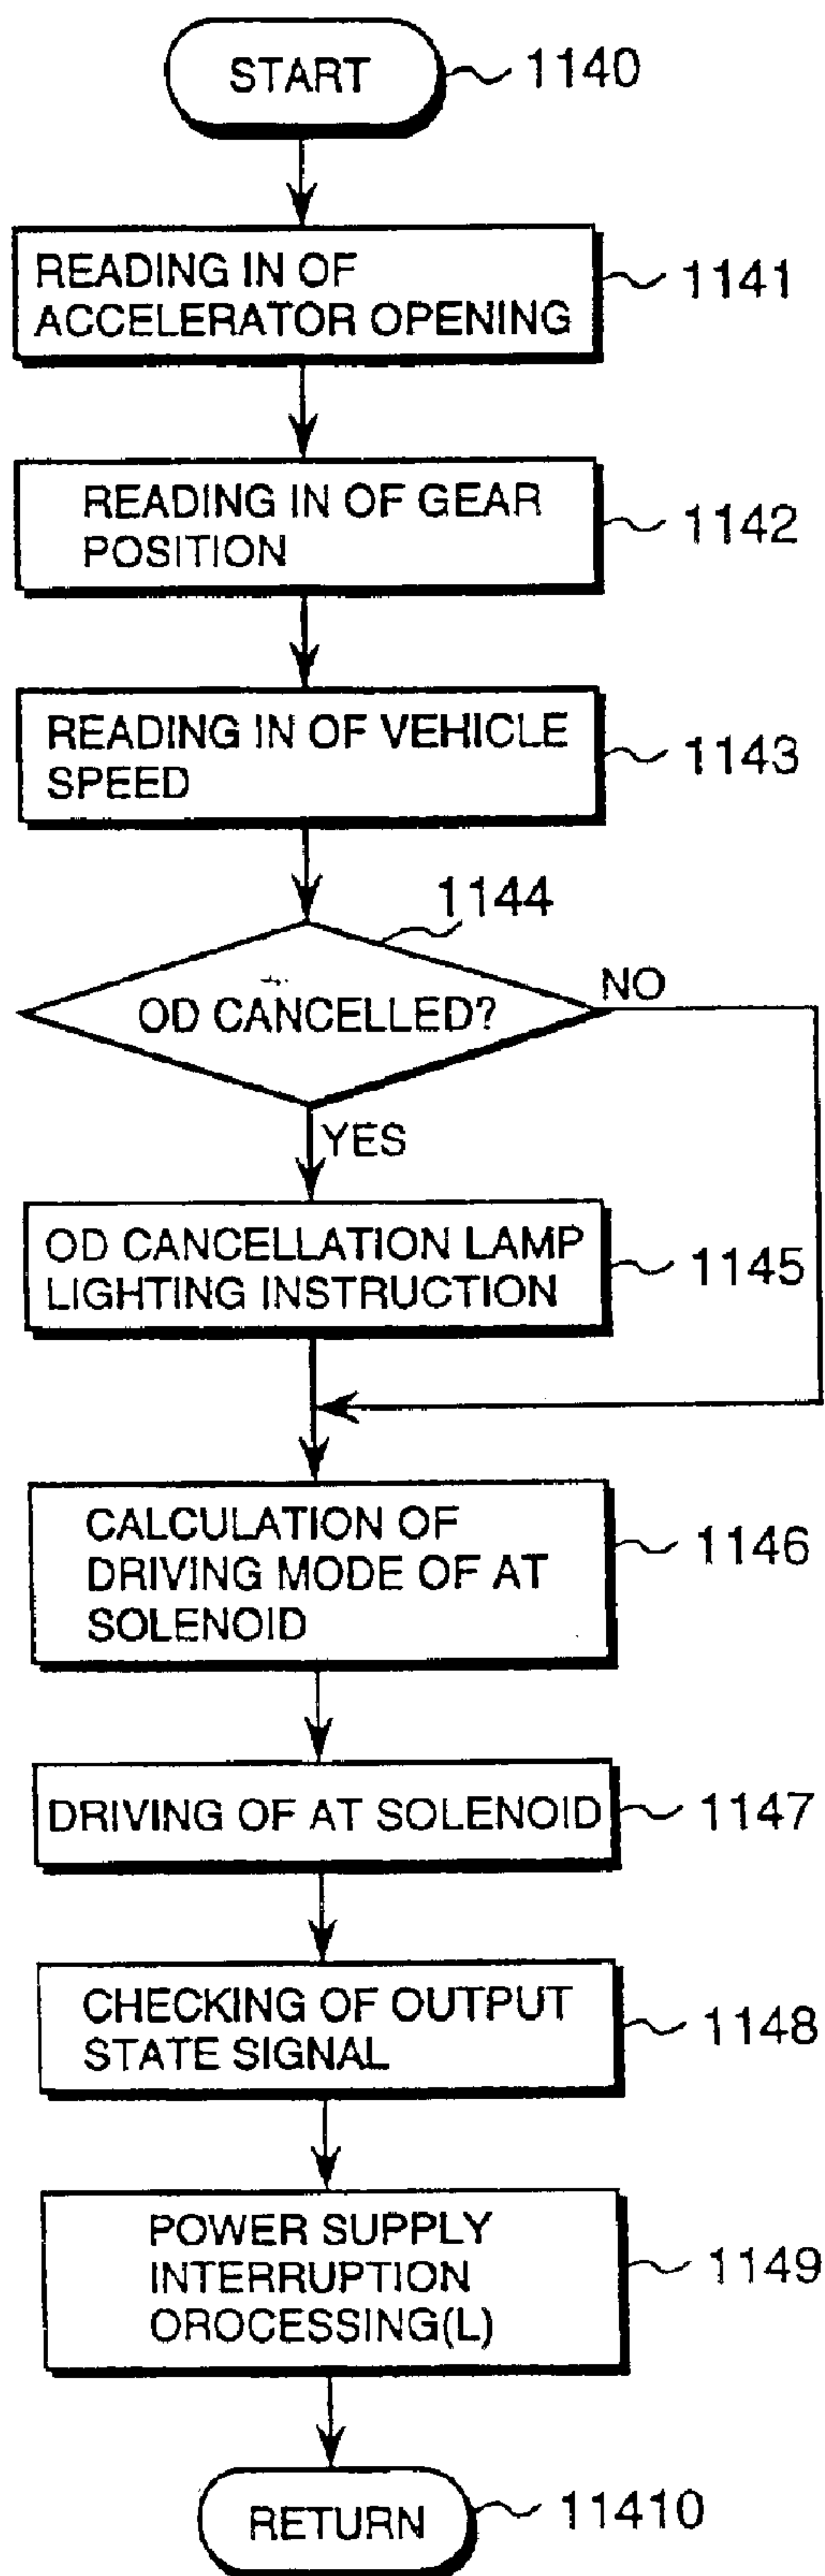 START
1140
READING IN OF
ACCELERATOR OPENING
1141
READING IN OF GEAR
POSITION
1142
READING IN OF VEHICLE
SPEED
1143
1144
OD CANCELLED?
NO
YES
OD CANCELLATION LAMP
LIGHTING INSTRUCTION
1145
CALCULATION OF
DRIVING MODE OF AT
SOLENOID
1146
DRIVING OF AT SOLENOID
1147
CHECKING OF OUTPUT
STATE SIGNAL
1148
POWER SUPPLY
INTERRUPTION
OROCESSING(L)
1149
RETURN
11410